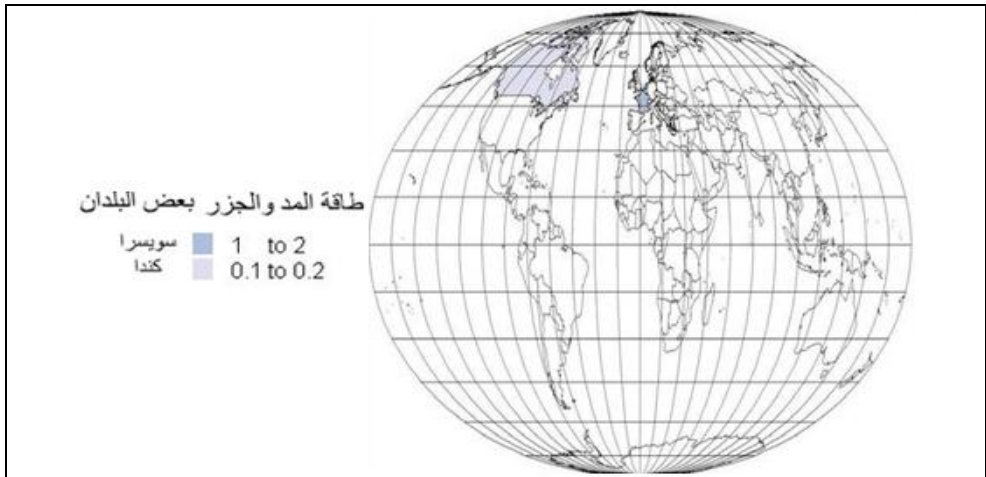 طاقة المد والجزر بعض البلدان
سويسرا 1 to 2
كندا 0.1 to 0.2